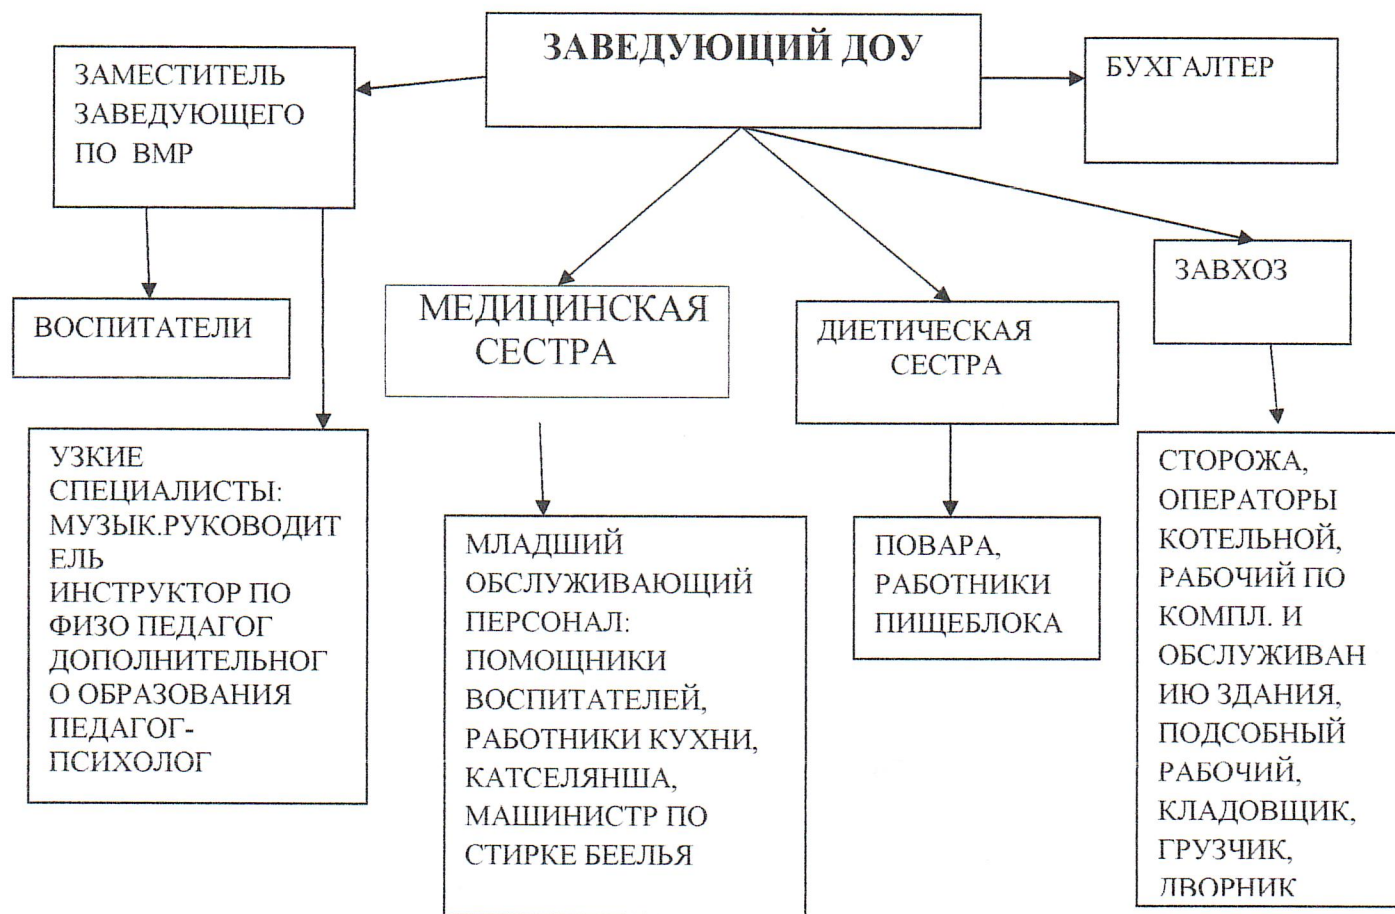 ЗАВЕДУЮЩИЙ ДОУ
ЗАМЕСТИТЕЛЬ
ЗАВЕДУЮЩЕГО
ПО ВМР
БУХГАЛТЕР
ВОСПИТАТЕЛИ
МЕДИЦИНСКАЯ
СЕСТРА
ДИЕТИЧЕСКАЯ
СЕСТРА
ЗАВХОЗ
УЗКИЕ
СПЕЦИАЛИСТЫ:
МУЗЫК.РУКОВОДИТ
ЕЛЬ
ИНСТРУКТОР ПО
ФИЗО ПЕДАГОГ
ДОПОЛНИТЕЛЬНОГ
О ОБРАЗОВАНИЯ
ПЕДАГОГ-
ПСИХОЛОГ
МЛАДШИЙ
ОБСЛУЖИВАЮЩИЙ
ПЕРСОНАЛ:
ПОМОЩНИКИ
ВОСПИТАТЕЛЕЙ,
РАБОТНИКИ КУХНИ,
КАТСЕЛЯНША,
МАШИНИСТР ПО
СТИРКЕ БЕЕЛЬЯ
ПОВАРА,
РАБОТНИКИ
ПИЩЕБЛОКА
СТОРОЖА,
ОПЕРАТОРЫ
КОТЕЛЬНОЙ,
РАБОЧИЙ ПО
КОМПЛ. И
ОБСЛУЖИВАН
ИЮ ЗДАНИЯ,
ПОДСОБНЫЙ
РАБОЧИЙ,
КЛАДОВЩИК,
ГРУЗЧИК,
ДВОРНИК